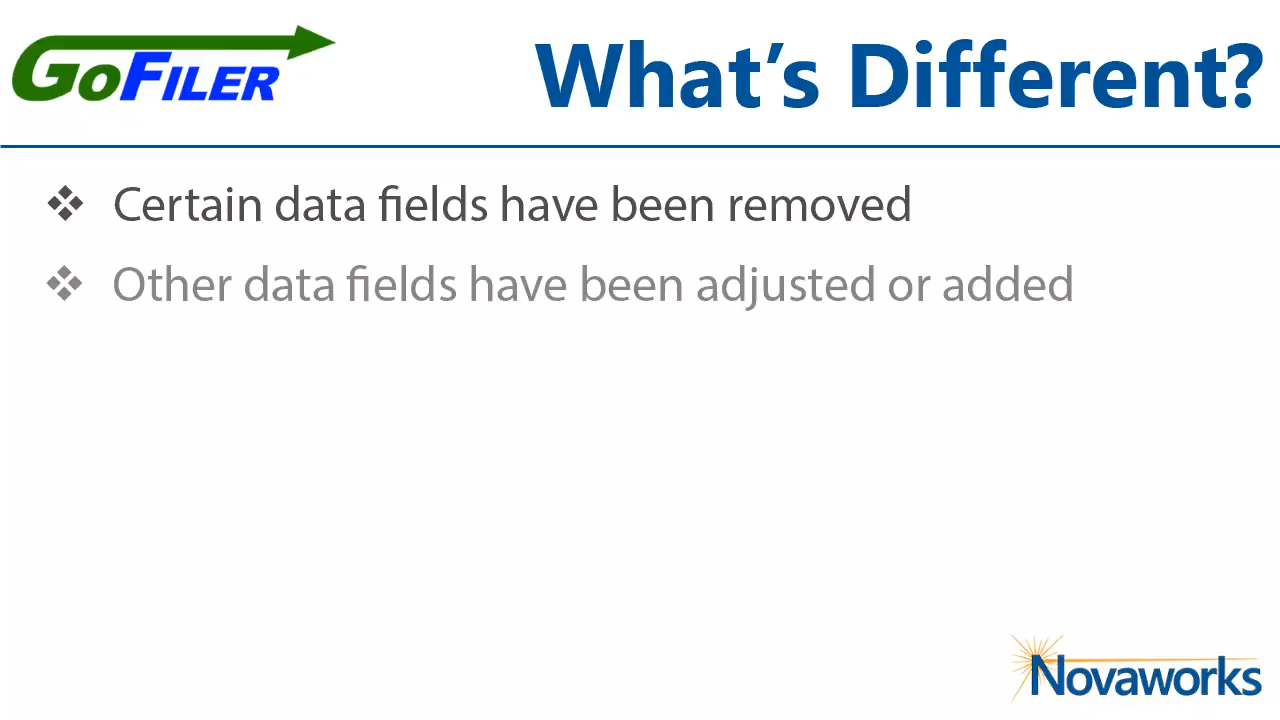 GoFiler
What's Different?
❖ Certain data fields have been removed
❖ Other data fields have been adjusted or added
Novaworks